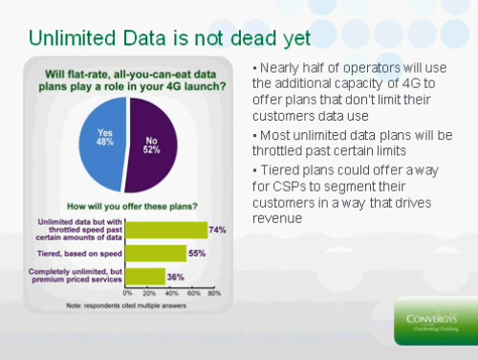 Unlimited Data is not dead yet
Will flat-rate, all-you-can-eat data
plans play a role in your 4G launch?
Yes
48%
No
52%
How will you offer these plans?
Unlimited data but with
throttled speed past
certain amounts of data
74%
Tiered, based on speed
55%
Completely unlimited, but
premium priced services
36%
0% 20% 40% 60% 80%
Note: respondents cited multiple answers
• Nearly half of operators will use
the additional capacity of 4G to
offer plans that don't limit their
customers data use
• Most unlimited data plans will be
throttled past certain limits
• Tiered plans could offer a way
for CSPs to segment their
customers in a way that drives
revenue
CONVERGYS